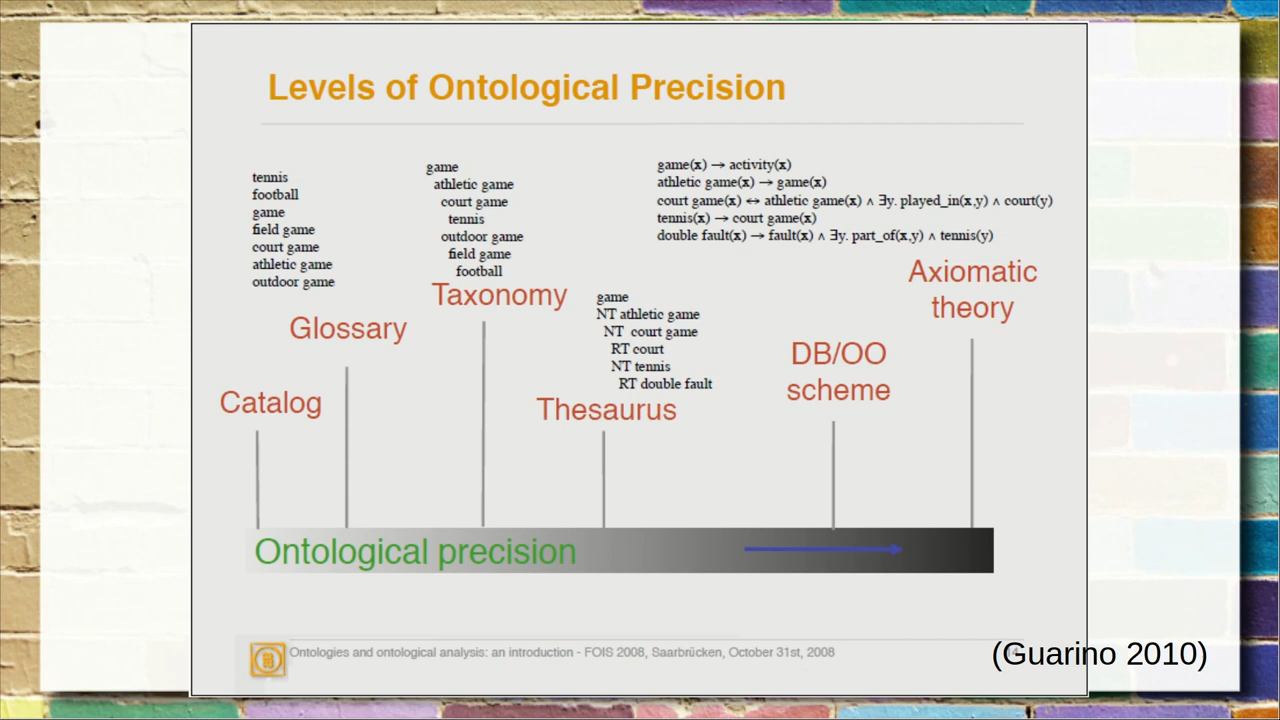 Levels of Ontological Precision
tennis
football
game
field game
court game
athletic game
outdoor game
Glossary
Catalog
game
athletic game
court game
tennis
outdoor game
field game
football
Taxonomy
game
NT athletic game
NT court game
RT court
NT tennis
RT double fault
Thesaurus
game(x) → activity(x)
athletic game(x) → game(x)
court game(x) ↔ athletic game(x) ∧ ∃y. played_in(x,y) ∧ court(y)
tennis(x) → court game(x)
double fault(x) → fault(x) ∧ ∃y. part_of(x,y) ∧ tennis(y)
DB/OO
scheme
Axiomatic
theory
Ontological precision
Ontologies and ontological analysis: an introduction - FOIS 2008, Saarbrücken, October 31st, 2008
(Guarino 2010)